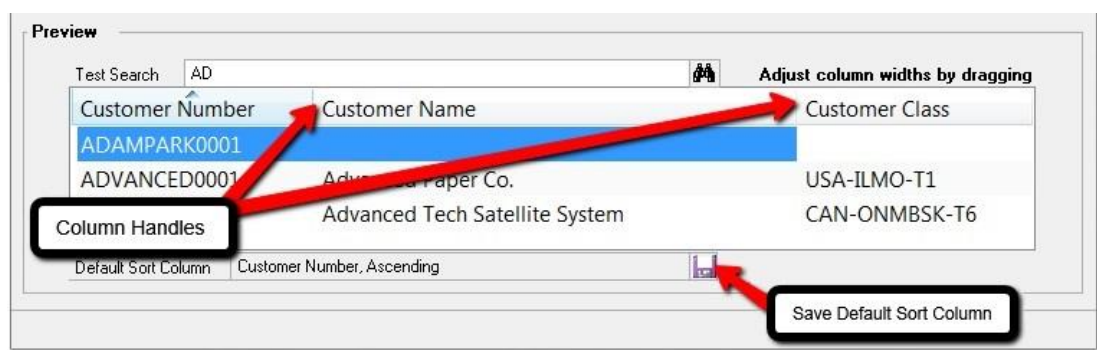 Preview
Test Search AD Adjust column widths by dragging
Customer Number Customer Name Customer Class
ADAMPARK0001
ADVANCED0001 Advanced Paper Co. USA-ILMO-T1
Advanced Tech Satellite System CAN-ONMBSK-T6
Column Handles
Default Sort Column Customer Number, Ascending
Save Default Sort Column